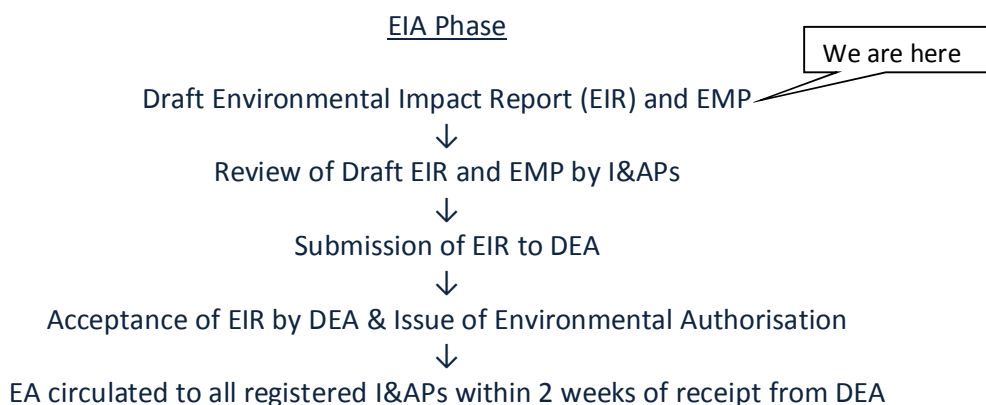 EIA Phase
We are here
Draft Environmental Impact Report (EIR) and EMP
↓
Review of Draft EIR and EMP by I&APs
↓
Submission of EIR to DEA
↓
Acceptance of EIR by DEA & Issue of Environmental Authorisation
↓
EA circulated to all registered I&APs within 2 weeks of receipt from DEA